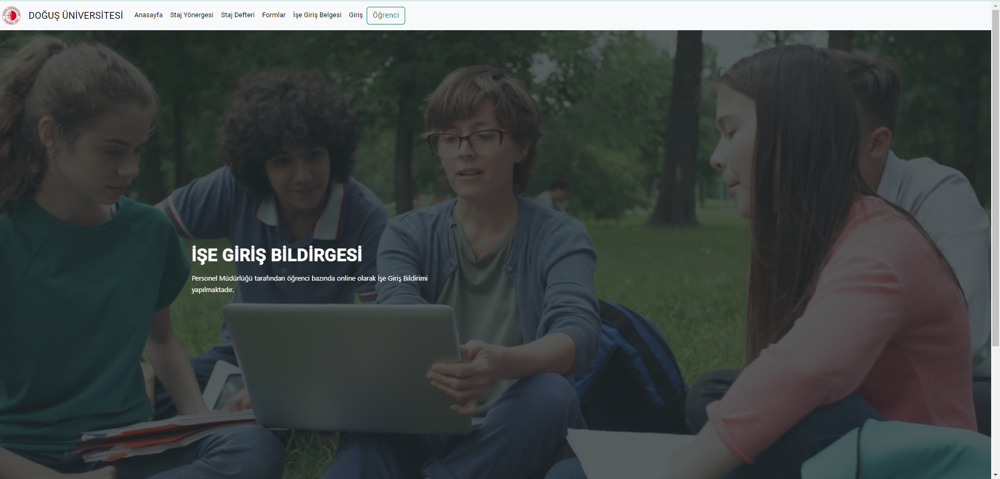 DOĞUŞ ÜNİVERSİTESİ Anasayfa Staj Yönergesi Staj Defteri Formlar İşe Giriş Belgesi Giriş Öğrenci
İŞE GİRİŞ BİLDİRGESİ
Personel Müdürlüğü tarafından öğrenci bazında online olarak İşe Giriş Bildirimi
yapılmaktadır.